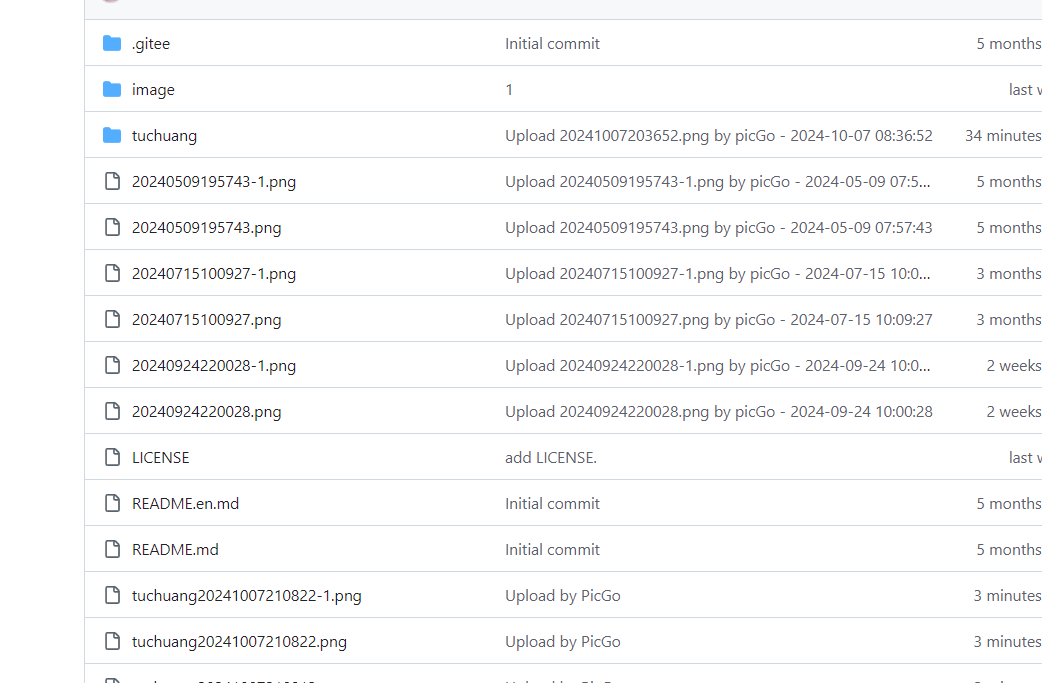 .gitee Initial commit 5 months
image 1 last
tuchuang Upload 20241007203652.png by picGo - 2024-10-07 08:36:52 34 minutes
20240509195743-1.png Upload 20240509195743-1.png by picGo - 2024-05-09 07:5... 5 months
20240509195743.png Upload 20240509195743.png by picGo - 2024-05-09 07:57:43 5 months
20240715100927-1.png Upload 20240715100927-1.png by picGo - 2024-07-15 10:0... 3 months
20240715100927.png Upload 20240715100927.png by picGo - 2024-07-15 10:09:27 3 months
20240924220028-1.png Upload 20240924220028-1.png by picGo - 2024-09-24 10:0... 2 weeks
20240924220028.png Upload 20240924220028.png by picGo - 2024-09-24 10:00:28 2 weeks
LICENSE add LICENSE. last
README.en.md Initial commit 5 months
README.md Initial commit 5 months
tuchuang20241007210822-1.png Upload by PicGo 3 minutes
tuchuang20241007210822.png Upload by PicGo 3 minutes